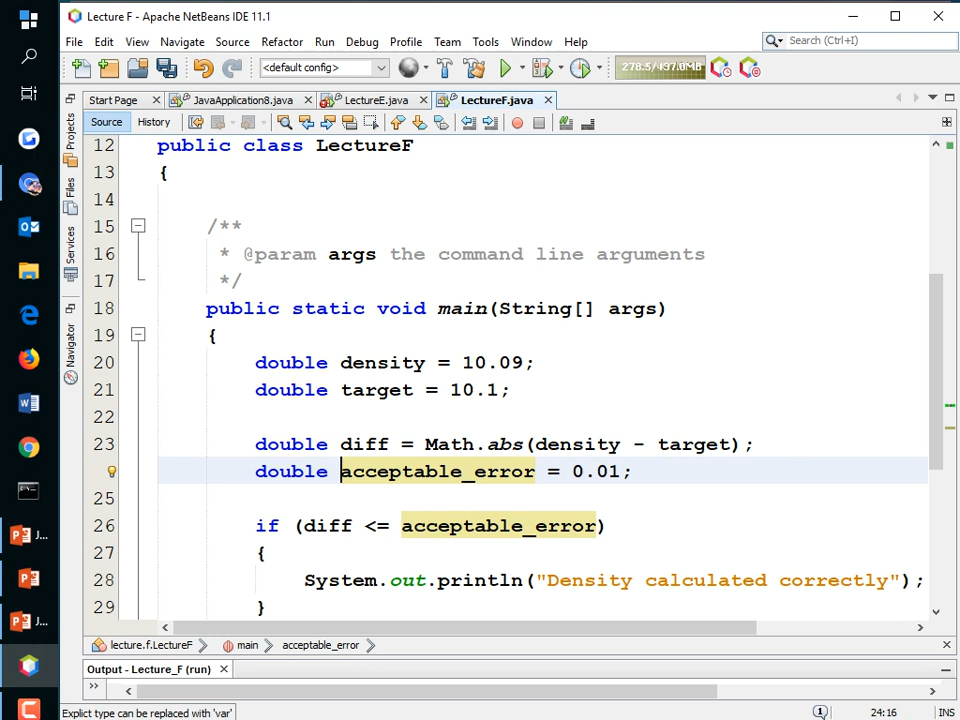 Lecture F - Apache NetBeans IDE 11.1
File Edit View Navigate Source Refactor Run Debug Profile Team Tools Window Help
Search (Ctrl+I)
<default config>
278.5/497.0MB
Start Page JavaApplication8.java LectureE.java LectureF.java
Source History
Projects
Files
Services
Navigator
12 public class LectureF
13 {
14
15 /**
16 * @param args the command line arguments
17 */
18 public static void main(String[] args)
19 {
20 double density = 10.09;
21 double target = 10.1;
22
23 double diff = Math.abs(density - target);
double acceptable_error = 0.01;
25
26 if (diff <= acceptable_error)
27 {
28 System.out.println("Density calculated correctly");
29 }
lecture.f.LectureF main acceptable_error
Output - Lecture_F (run)
Explict type can be replaced with 'var'
1
24:16
INS
J...
J...